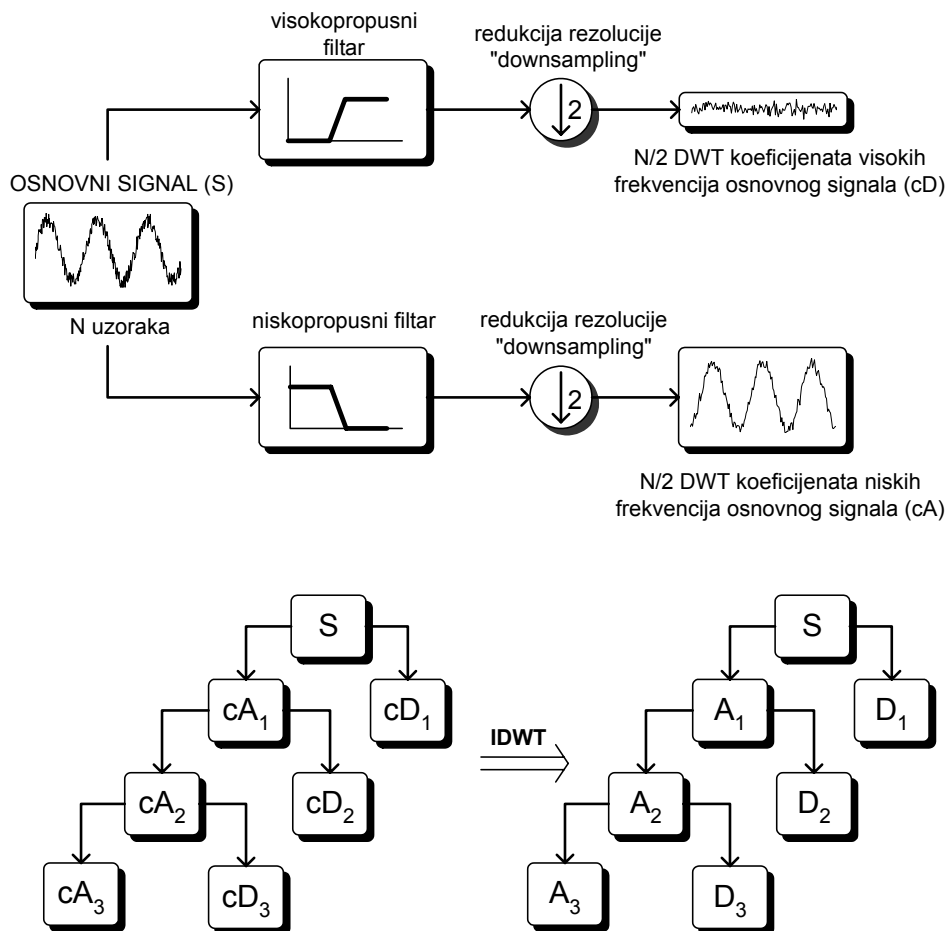 visokopropusni
filtar
redukcija rezolucije
"downsampling"
2
OSNOVNI SIGNAL (S)
N/2 DWT koeficijenata visokih
frekvencija osnovnog signala (cD)
N uzoraka
niskopropusni filtar
redukcija rezolucije
"downsampling"
2
N/2 DWT koeficijenata niskih
frekvencija osnovnog signala (cA)
S
cA₁
cD₁
cA₂
cD₂
cA₃
cD₃
IDWT
S
A₁
D₁
A₂
D₂
A₃
D₃